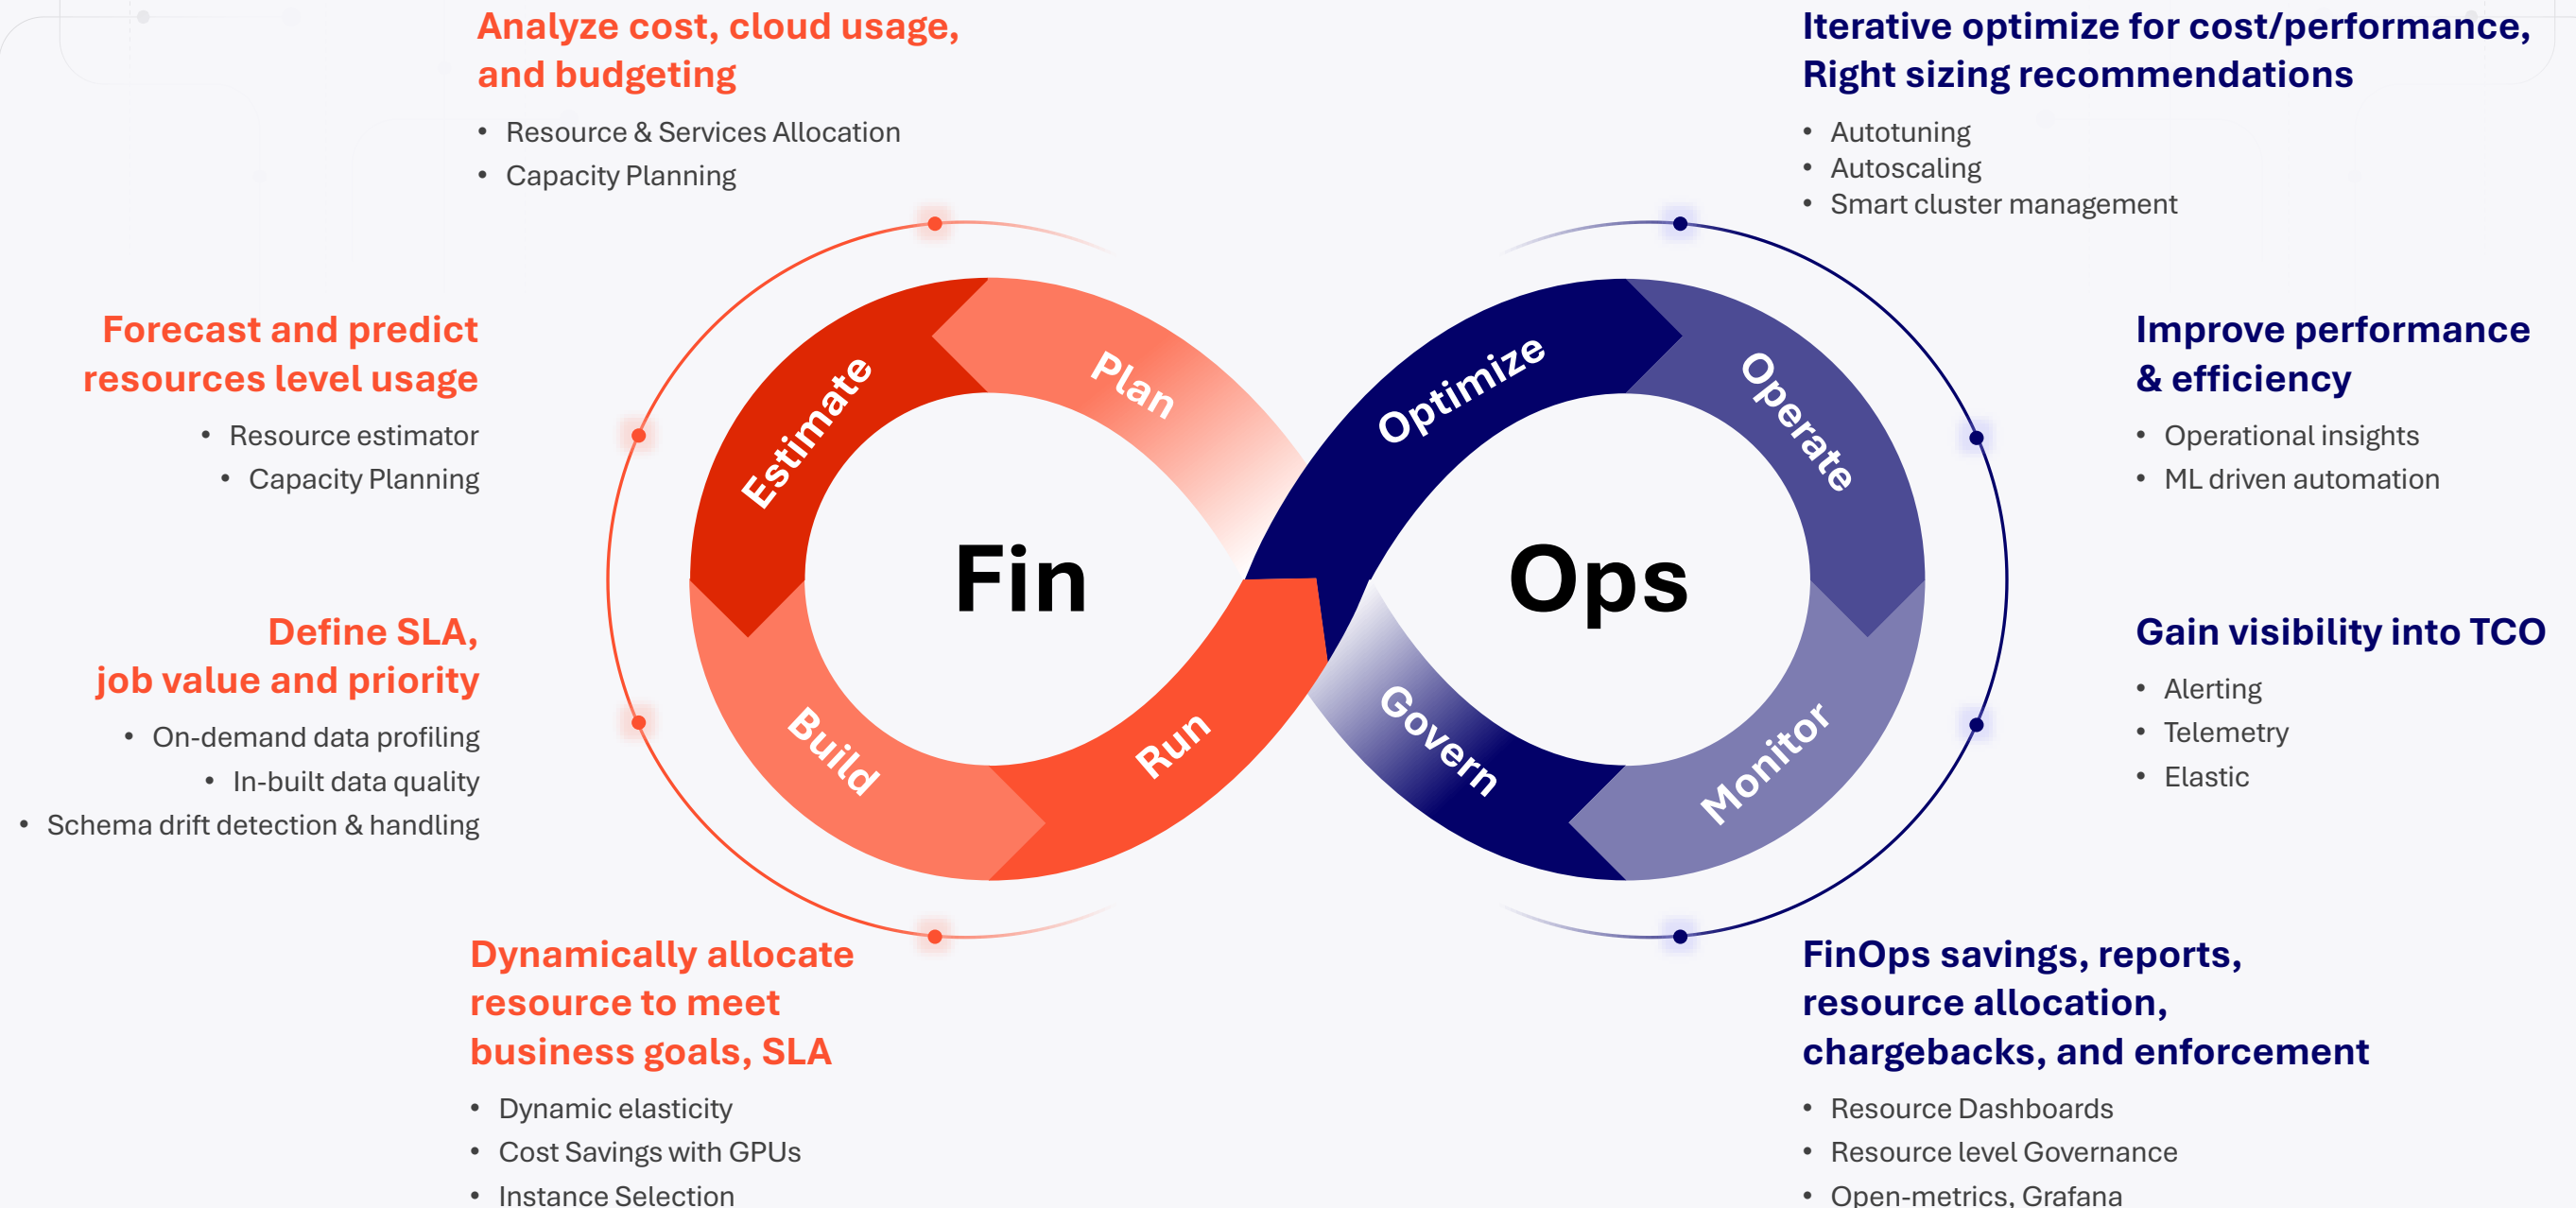 Analyze cost, cloud usage,
and budgeting
• Resource & Services Allocation
• Capacity Planning
Iterative optimize for cost/performance,
Right sizing recommendations
• Autotuning
• Autoscaling
• Smart cluster management
Forecast and predict
resources level usage
• Resource estimator
• Capacity Planning
Define SLA,
job value and priority
• On-demand data profiling
• In-built data quality
• Schema drift detection & handling
Plan
Estimate
Build
Run
Fin
Optimize
Operate
Monitor
Govern
Ops
Improve performance
& efficiency
• Operational insights
• ML driven automation
Gain visibility into TCO
• Alerting
• Telemetry
• Elastic
Dynamically allocate
resource to meet
business goals, SLA
• Dynamic elasticity
• Cost Savings with GPUs
• Instance Selection
FinOps savings, reports,
resource allocation,
chargebacks, and enforcement
• Resource Dashboards
• Resource level Governance
• Open-metrics, Grafana